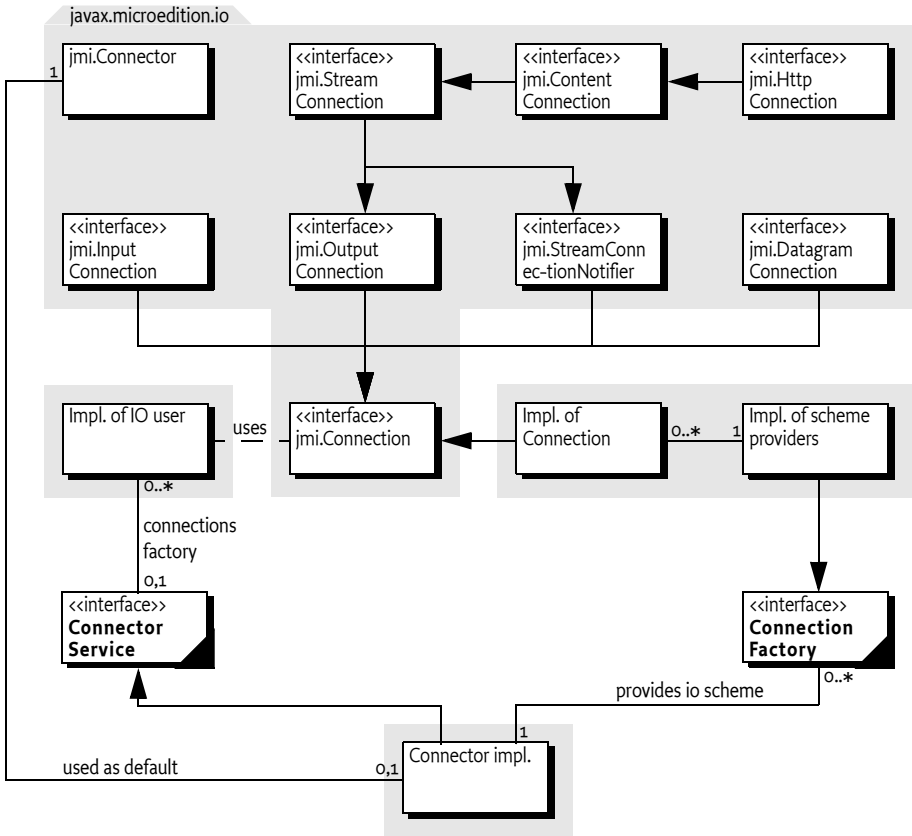 javax.microedition.io
jmi.Connector
1
<<interface>>
jmi.Stream
Connection
<<interface>>
jmi.Content
Connection
<<interface>>
jmi.Http
Connection
<<interface>>
jmi.Input
Connection
<<interface>>
jmi.Output
Connection
<<interface>>
jmi.StreamConn
ec-tionNotifier
<<interface>>
jmi.Datagram
Connection
Impl. of IO user
uses
<<interface>>
jmi.Connection
Impl. of
Connection
0..*
1
Impl. of scheme
providers
0..*
connections
factory
0,1
<<interface>>
Connector
Service
<<interface>>
Connection
Factory
0..*
provides io scheme
1
Connector impl.
used as default
0,1